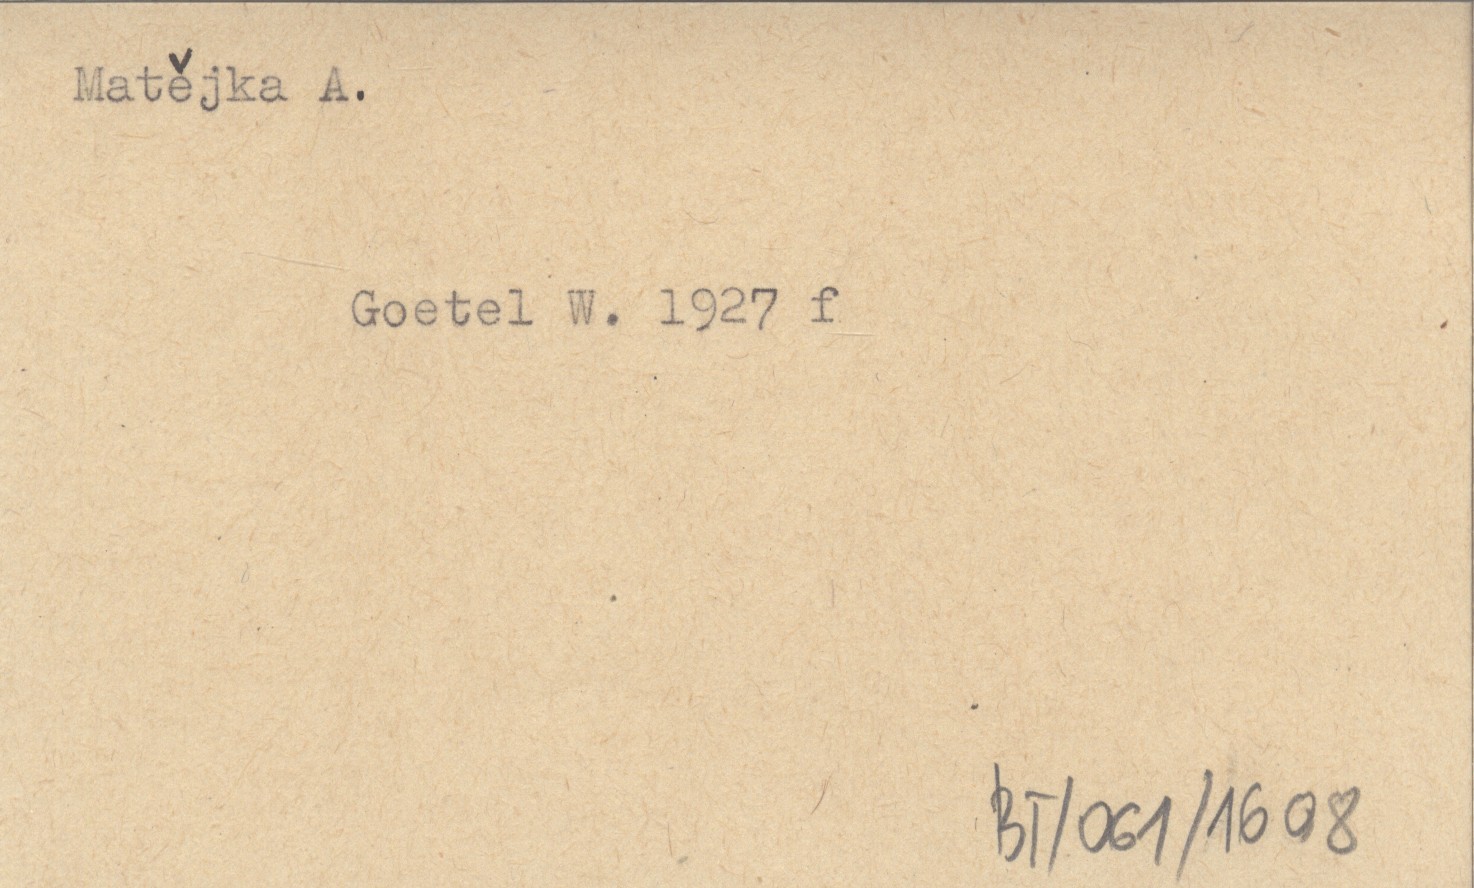 Matějka A.
Goetel W. 1927 f
BT/061/1608